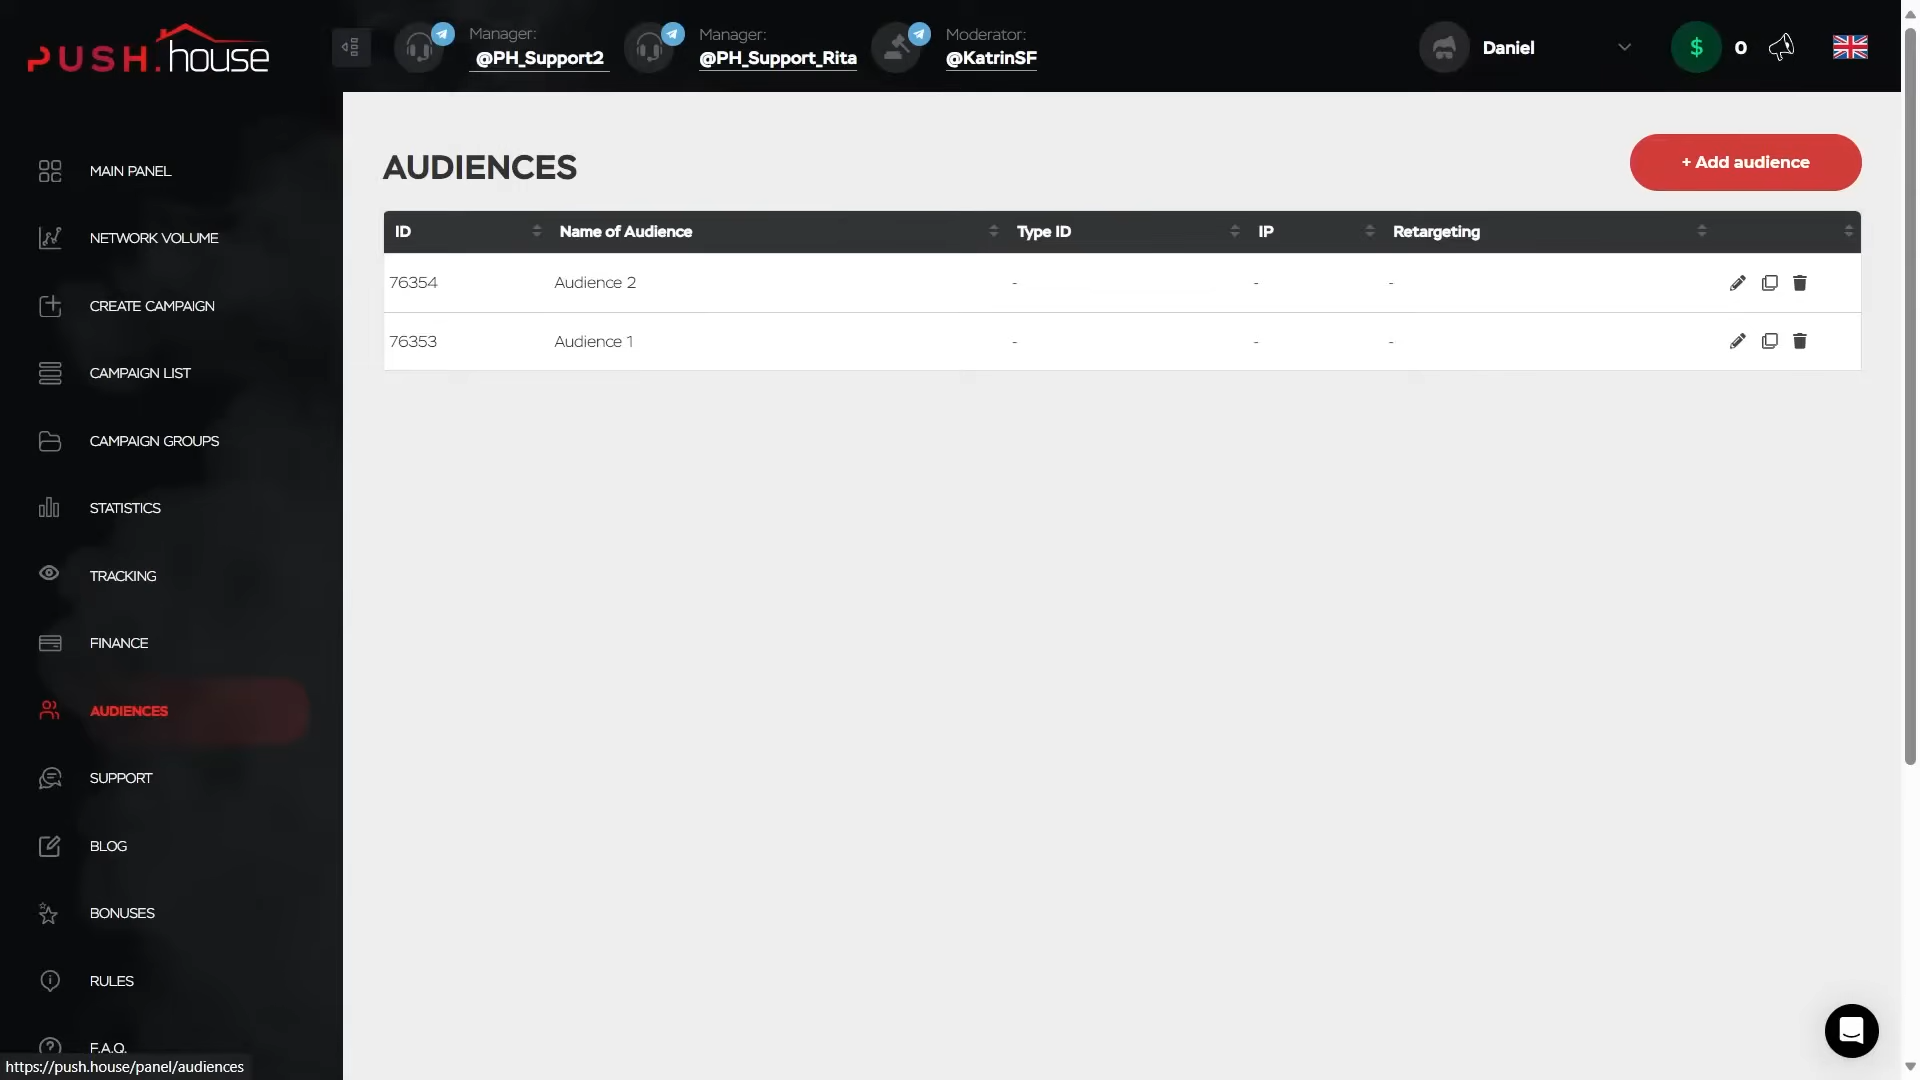 PUSH.house
Manager:
@PH_Support2
Manager:
@PH_Support_Rita
Moderator:
@KatrinSF
Daniel
$
0
MAIN PANEL
NETWORK VOLUME
CREATE CAMPAIGN
CAMPAIGN LIST
CAMPAIGN GROUPS
STATISTICS
TRACKING
FINANCE
AUDIENCES
SUPPORT
BLOG
BONUSES
RULES
F.A.Q.
https://push.house/panel/audiences
AUDIENCES
+ Add audience
ID Name of Audience Type ID IP Retargeting
76354 Audience 2 - - -
76353 Audience 1 - - -